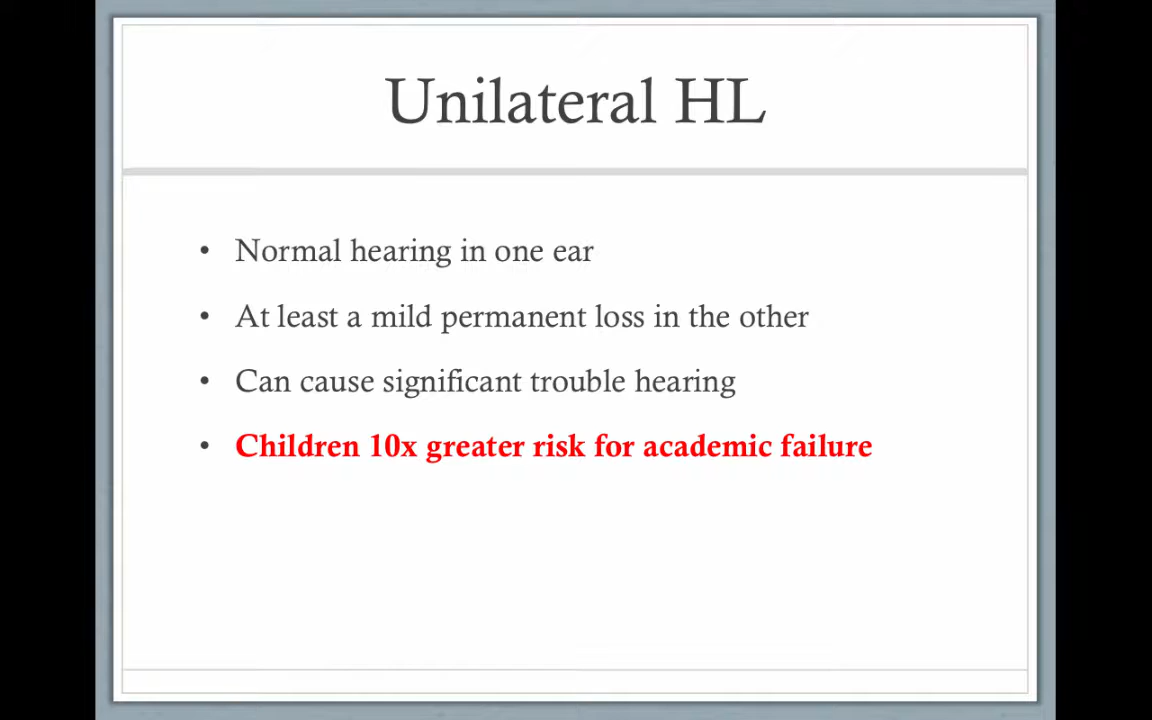 Unilateral HL
• Normal hearing in one ear
• At least a mild permanent loss in the other
• Can cause significant trouble hearing
• Children 10x greater risk for academic failure